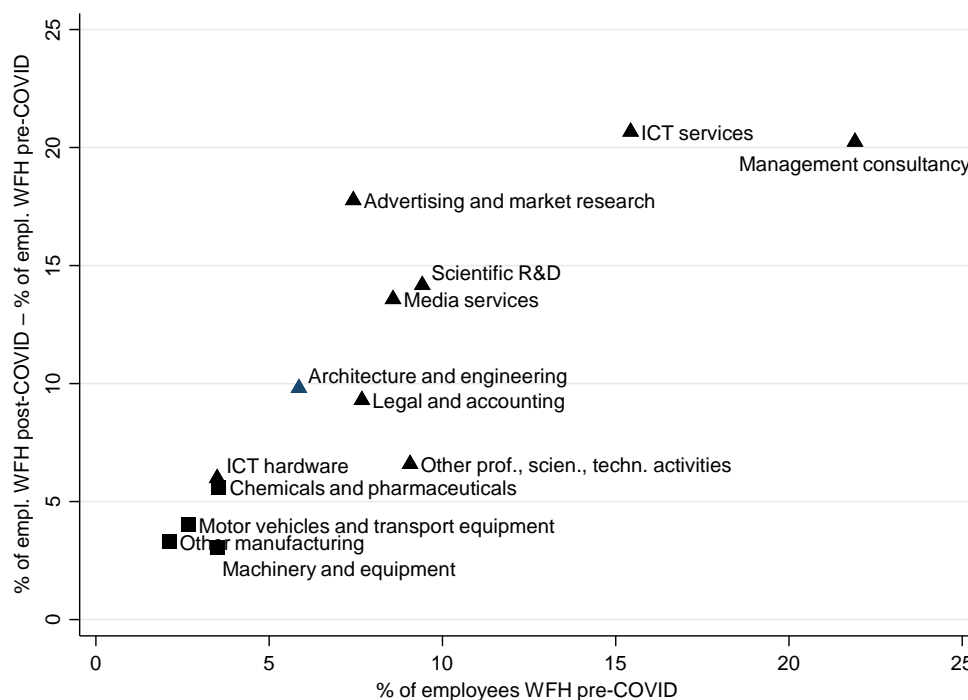 % of empl. WFH post-COVID – % of empl. WFH pre-COVID
25
20
15
10
5
0
ICT services
Management consultancy
Advertising and market research
Scientific R&D
Media services
Architecture and engineering
Legal and accounting
ICT hardware
Other prof., scien., techn. activities
Chemicals and pharmaceuticals
Motor vehicles and transport equipment
Other manufacturing
Machinery and equipment
0 5 10 15 20 25
% of employees WFH pre-COVID